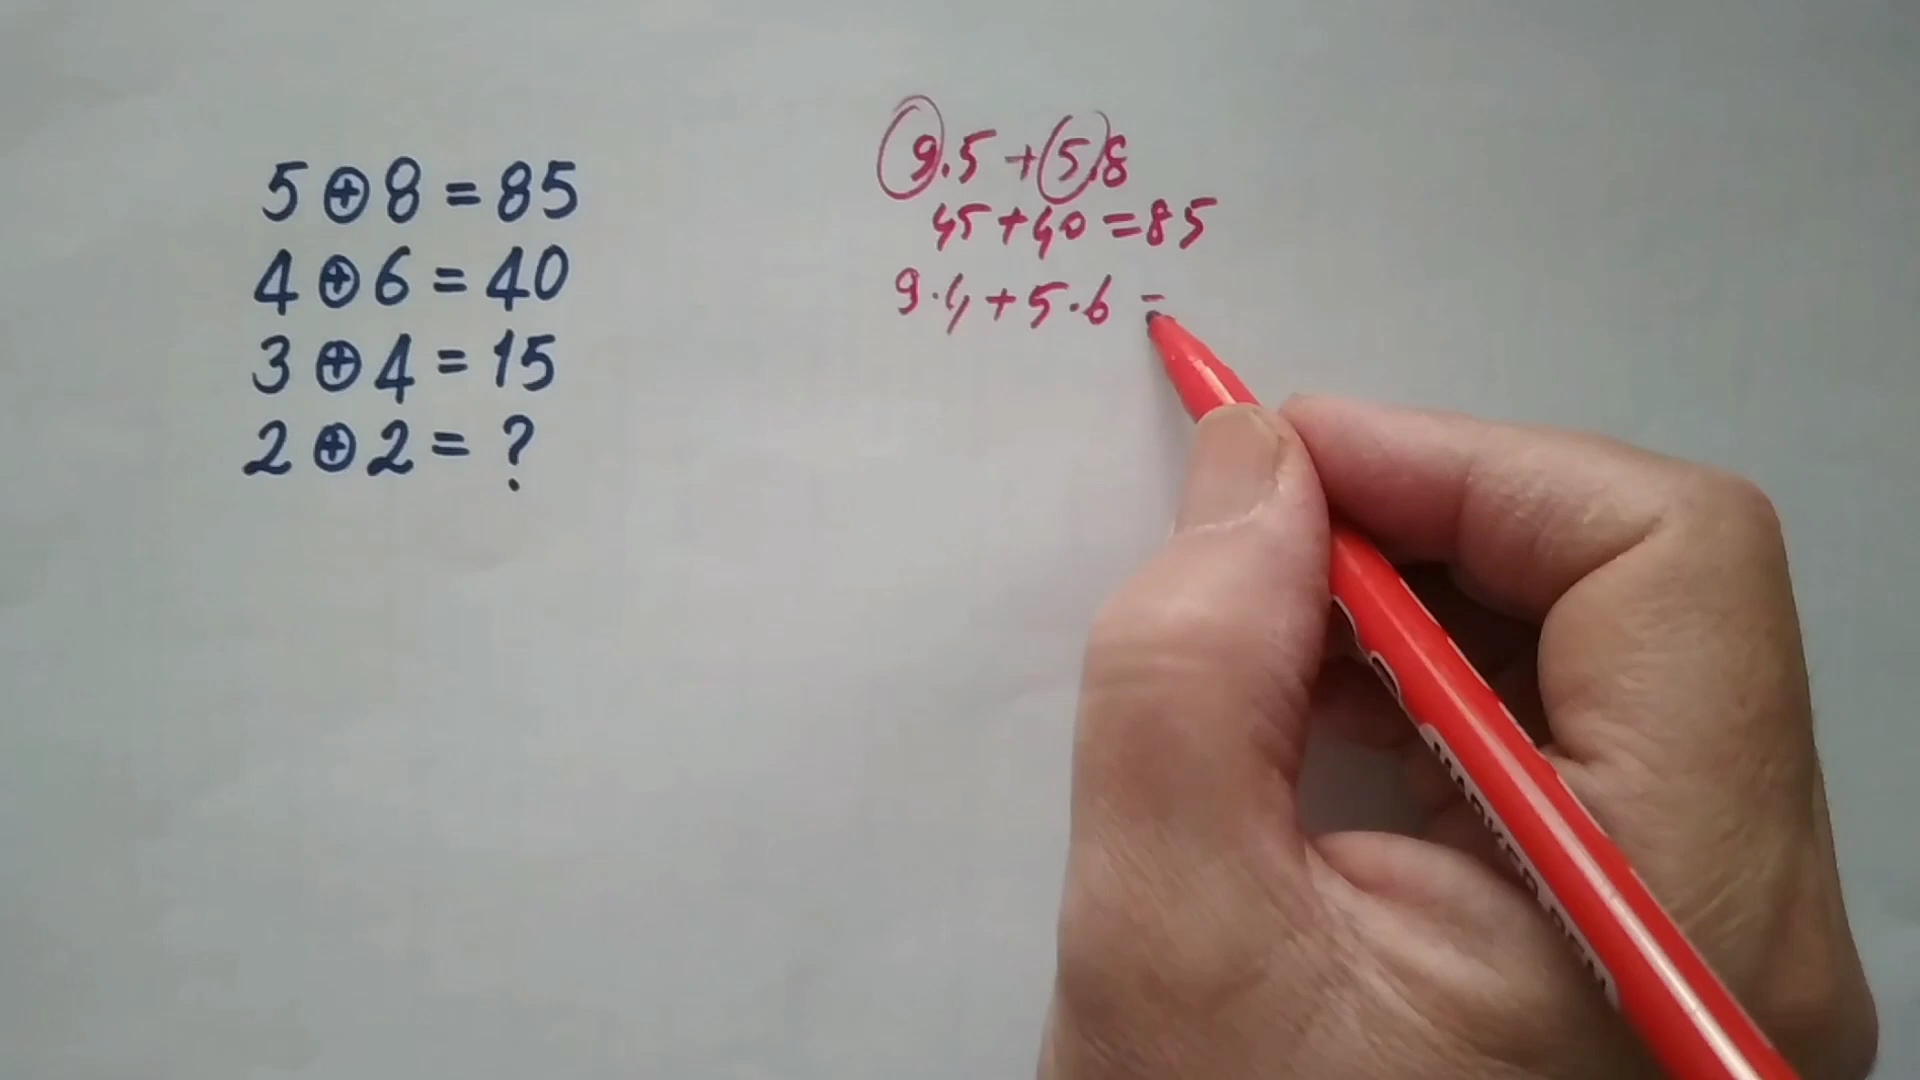 5 ⊕ 8 = 85
4 ⊕ 6 = 40
3 ⊕ 4 = 15
2 ⊕ 2 = ?
9.5 + 5.8
45 + 40 = 85
9·4 + 5·6 =